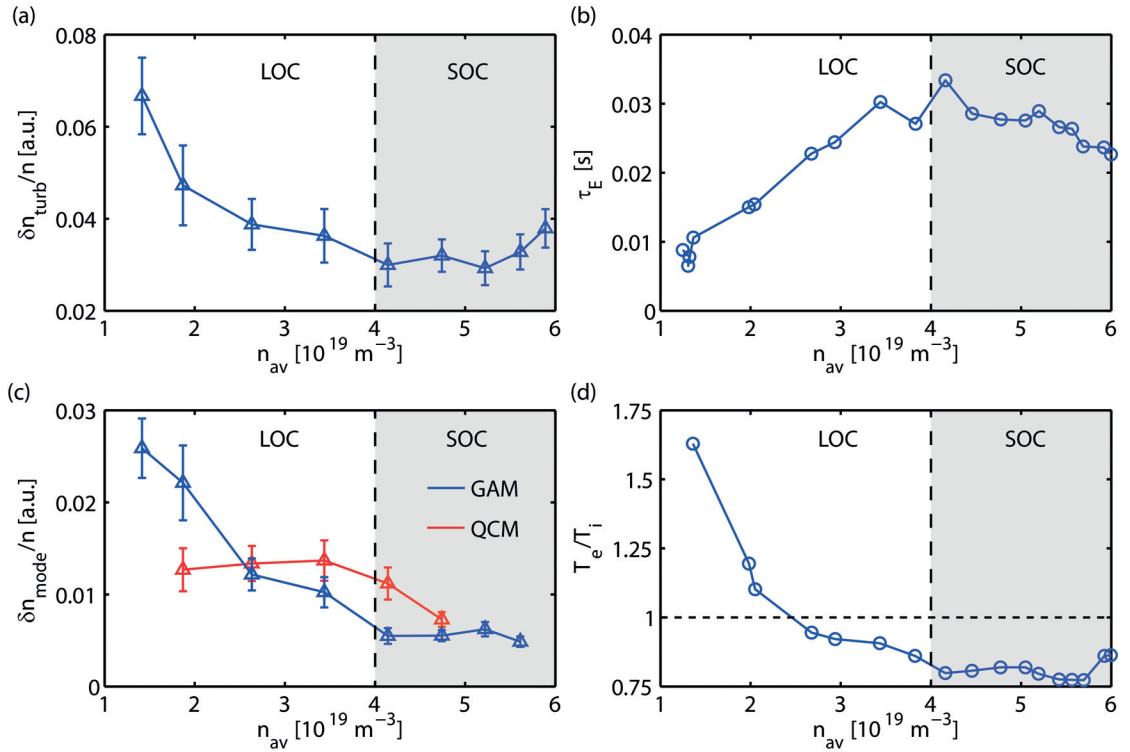 (a)
0.08
0.06
0.04
0.02
δn_turb/n [a.u.]
LOC
SOC
1 2 3 4 5 6
n_av [10^19 m^−3]
(b)
0.04
0.03
0.02
0.01
0
τ_E [s]
LOC
SOC
1 2 3 4 5 6
n_av [10^19 m^−3]
(c)
0.03
0.02
0.01
0
δn_mode/n [a.u.]
LOC
SOC
GAM
QCM
1 2 3 4 5 6
n_av [10^19 m^−3]
(d)
1.75
1.5
1.25
1
0.75
T_e/T_i
LOC
SOC
1 2 3 4 5 6
n_av [10^19 m^−3]